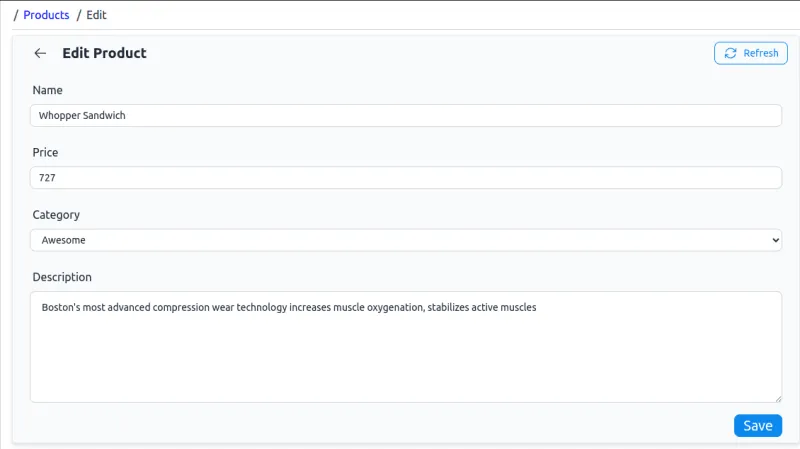 / Products / Edit
Edit Product
Refresh
Name
Whopper Sandwich
Price
727
Category
Awesome
Description
Boston's most advanced compression wear technology increases muscle oxygenation, stabilizes active muscles
Save